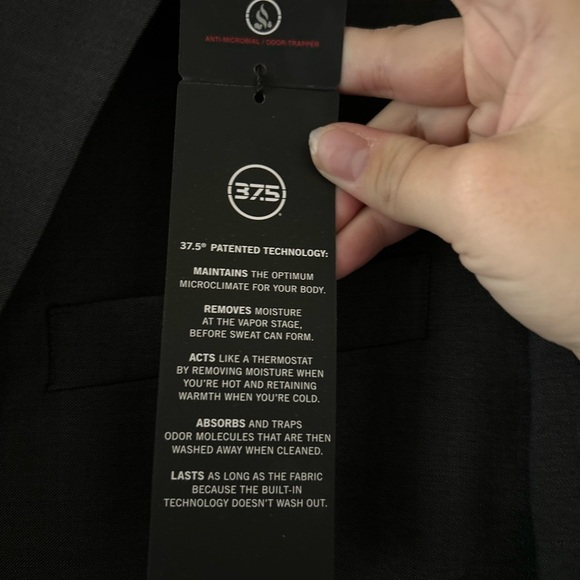 ANTI-MICROBIAL / ODOR-TRAPPER
37.5
37.5® PATENTED TECHNOLOGY:
MAINTAINS THE OPTIMUM
MICROCLIMATE FOR YOUR BODY.
REMOVES MOISTURE
AT THE VAPOR STAGE,
BEFORE SWEAT CAN FORM.
ACTS LIKE A THERMOSTAT
BY REMOVING MOISTURE WHEN
YOU'RE HOT AND RETAINING
WARMTH WHEN YOU'RE COLD.
ABSORBS AND TRAPS
ODOR MOLECULES THAT ARE THEN
WASHED AWAY WHEN CLEANED.
LASTS AS LONG AS THE FABRIC
BECAUSE THE BUILT-IN
TECHNOLOGY DOESN'T WASH OUT.